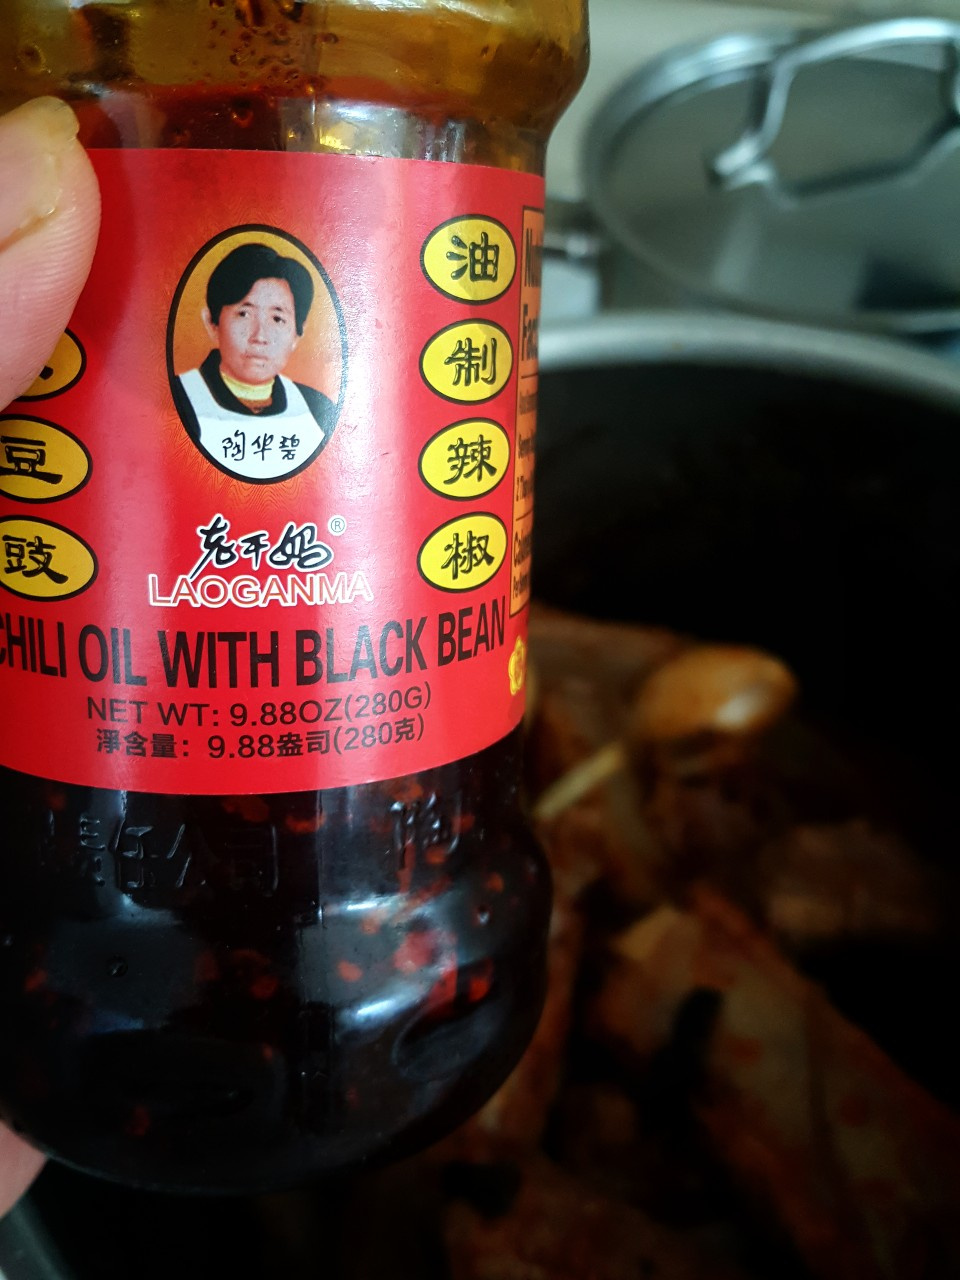 豆
豉
陶华碧
油
制
辣
椒
老干妈®
LAOGANMA
CHILI OIL WITH BLACK BEAN
NET WT: 9.88OZ(280G)
淨含量: 9.88盎司(280克)